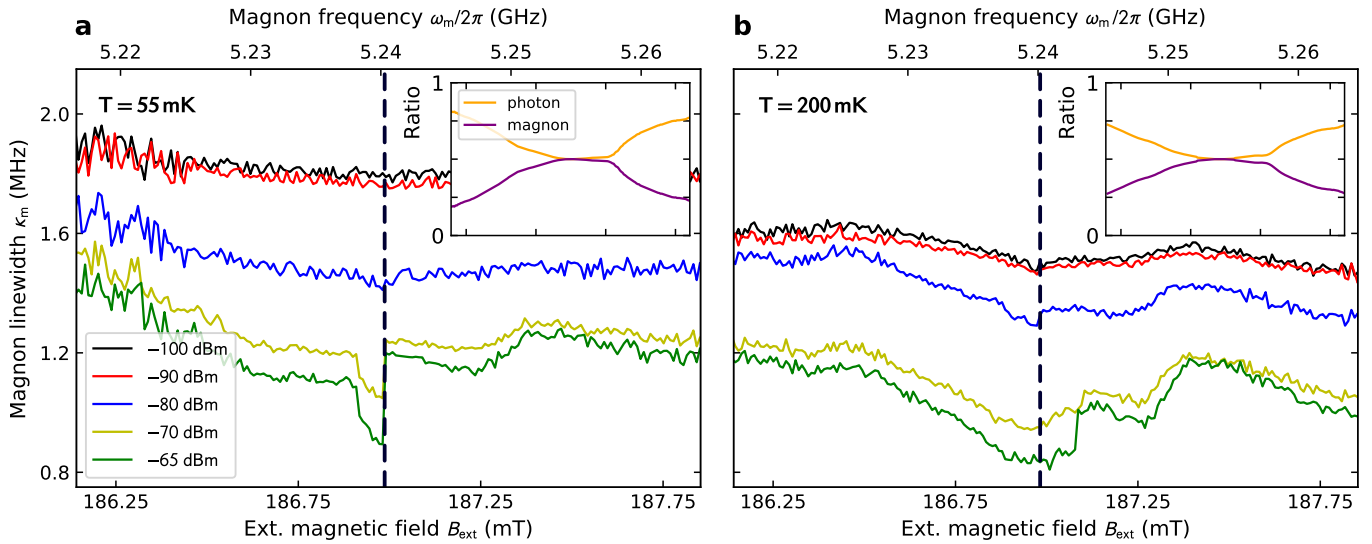 a
Magnon frequency ωm/2π (GHz)
5.22 5.23 5.24 5.25 5.26
T = 55 mK
Magnon linewidth κm (MHz)
2.0
1.6
1.2
0.8
Ratio
1
0
photon
magnon
−100 dBm
−90 dBm
−80 dBm
−70 dBm
−65 dBm
186.25 186.75 187.25 187.75
Ext. magnetic field Bext (mT)
b
Magnon frequency ωm/2π (GHz)
5.22 5.23 5.24 5.25 5.26
T = 200 mK
Ratio
1
0
186.25 186.75 187.25 187.75
Ext. magnetic field Bext (mT)